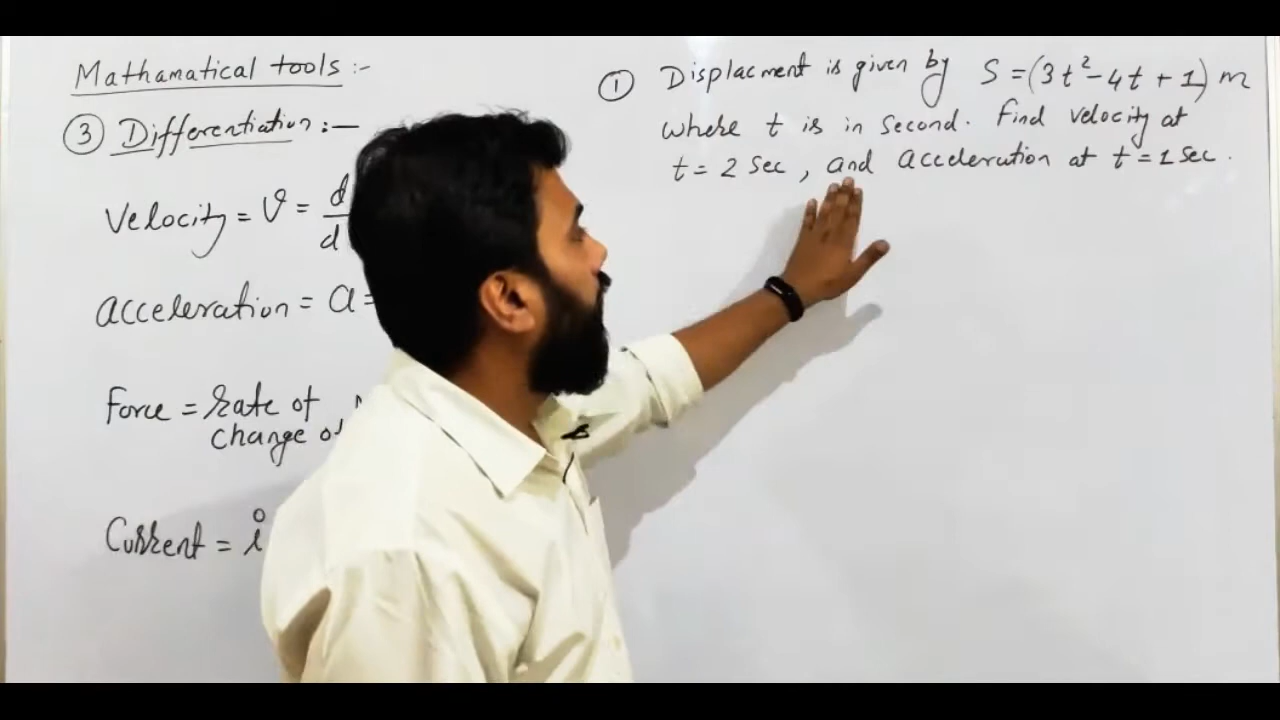 Mathamatical tools :-
③ Differentiation :-
Velocity = v = d
d
acceleration = a =
Force = rate of
change of
Current = i
① Displacment is given by S = (3t² - 4t + 1) m
where t is in second. Find velocity at
t = 2 sec, and acceleration at t = 1 sec.